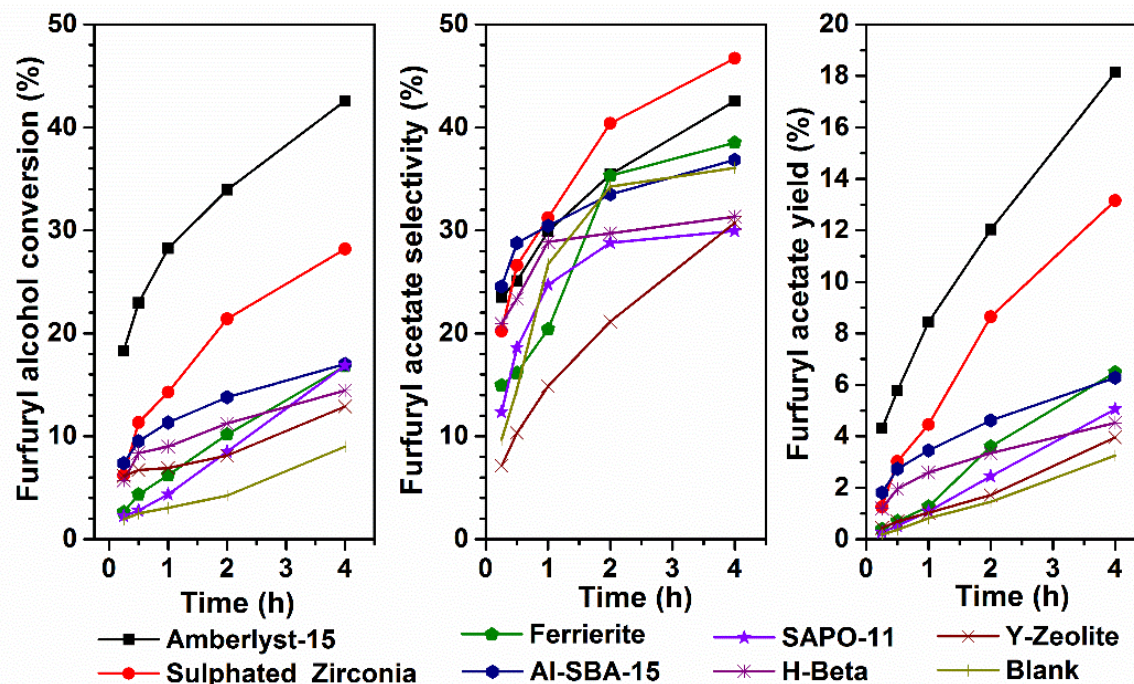 Furfuryl alcohol conversion (%)
50
40
30
20
10
0
0 1 2 3 4
Time (h)
Furfuryl acetate selectivity (%)
50
40
30
20
10
0
0 1 2 3 4
Time (h)
Furfuryl acetate yield (%)
20
18
16
14
12
10
8
6
4
2
0
0 1 2 3 4
Time (h)
Amberlyst-15
Sulphated Zirconia
Ferrierite
Al-SBA-15
SAPO-11
H-Beta
Y-Zeolite
Blank